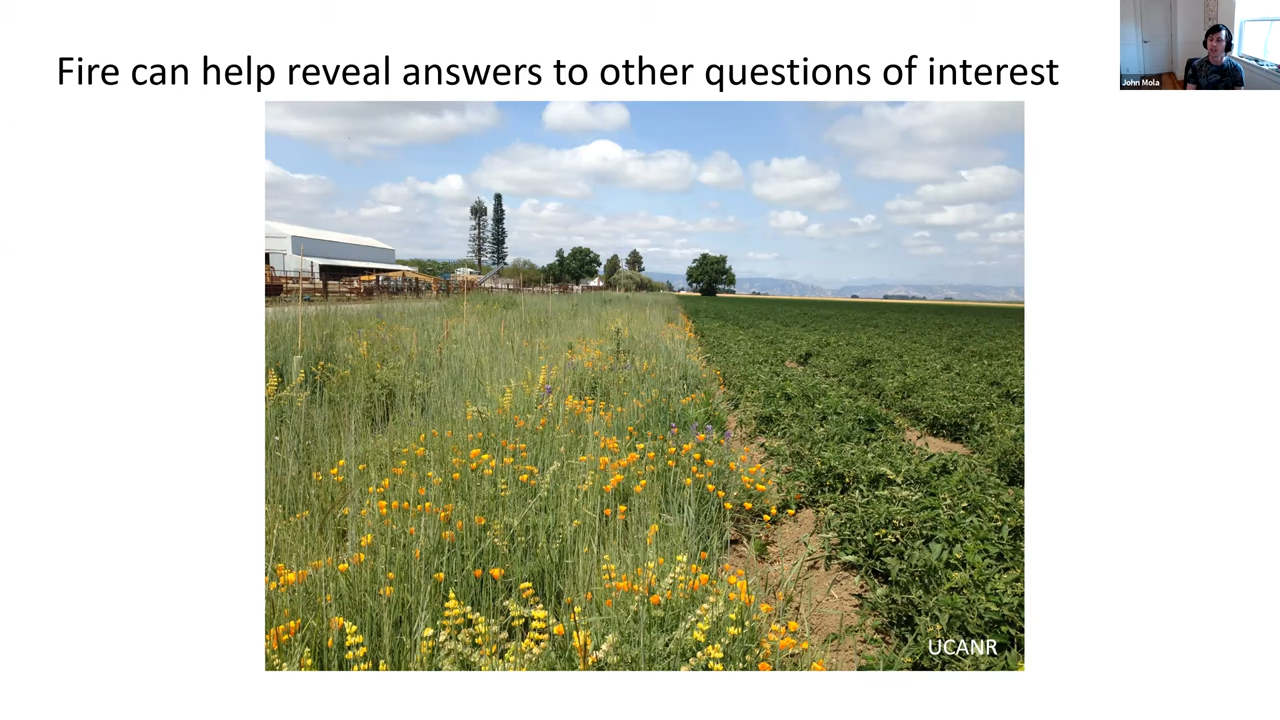 Fire can help reveal answers to other questions of interest
John Mola
UCANR